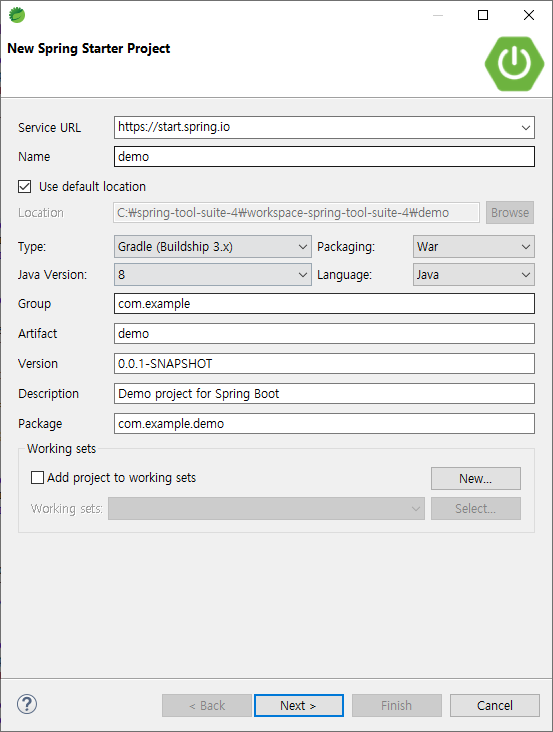 New Spring Starter Project
Service URL https://start.spring.io
Name demo
Use default location
Location C:₩spring-tool-suite-4₩workspace-spring-tool-suite-4₩demo Browse
Type: Gradle (Buildship 3.x) Packaging: War
Java Version: 8 Language: Java
Group com.example
Artifact demo
Version 0.0.1-SNAPSHOT
Description Demo project for Spring Boot
Package com.example.demo
Working sets
Add project to working sets New...
Working sets: Select...
? < Back Next > Finish Cancel